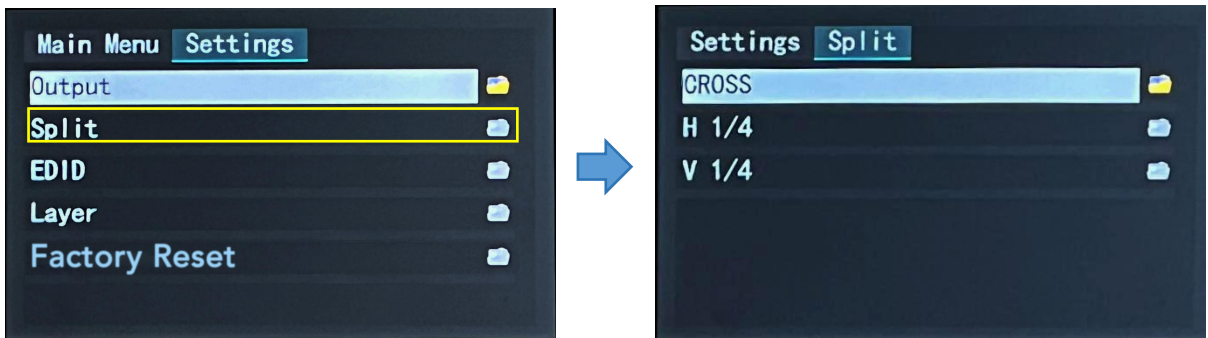 Main Menu Settings
Output
Split
EDID
Layer
Factory Reset
Settings Split
CROSS
H 1/4
V 1/4